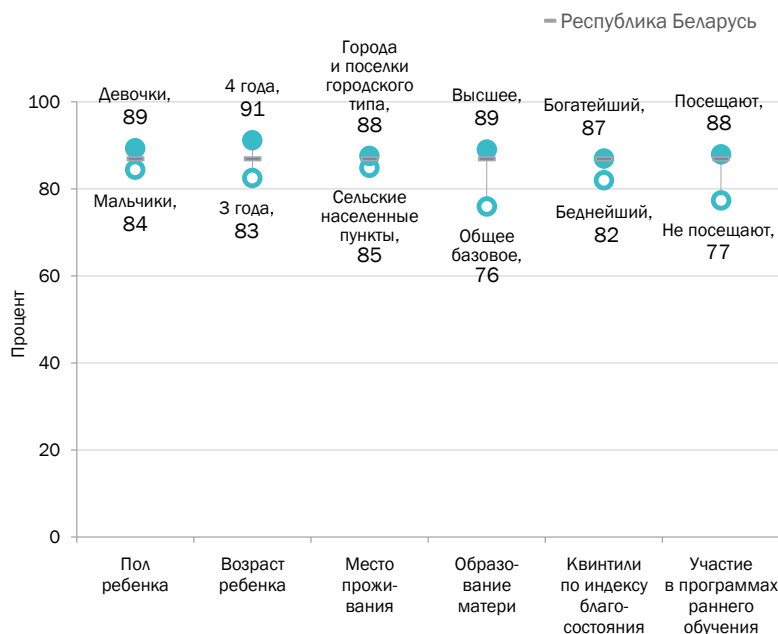 Республика Беларусь
Девочки,
89
4 года,
91
Города
и поселки
городского
типа,
88
Высшее,
89
Богатейший,
87
Посещают,
88
Мальчики,
84
3 года,
83
Сельские
населенные
пункты,
85
Общее
базовое,
76
Беднейший,
82
Не посещают,
77
Процент
100
80
60
40
20
0
Пол
ребенка
Возраст
ребенка
Место
прожи-
вания
Образо-
вание
матери
Квинтили
по индексу
благо-
состояния
Участие
в программах
раннего
обучения